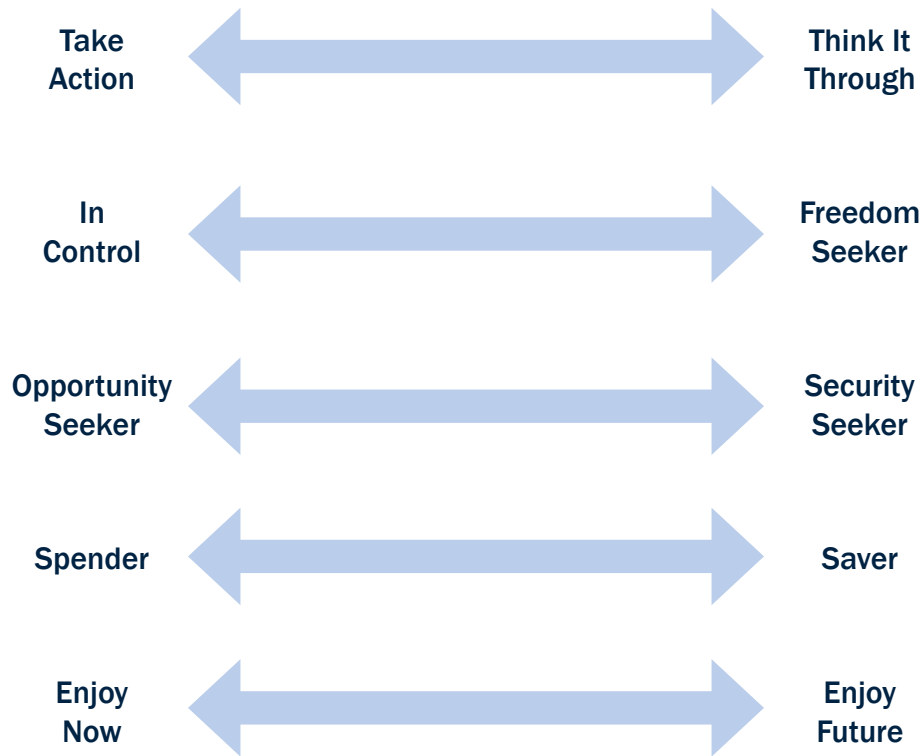 Take
Action
Think It
Through
In
Control
Freedom
Seeker
Opportunity
Seeker
Security
Seeker
Spender
Saver
Enjoy
Now
Enjoy
Future